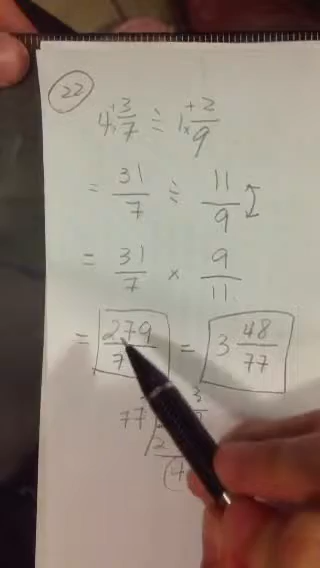 22
4 3/7 ÷ 1 2/9
= 31/7 ÷ 11/9
= 31/7 × 9/11
= 279/7 = 3 48/77
77